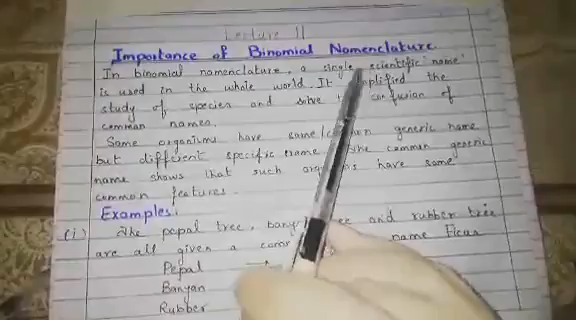 Lecture 11
Importance of Binomial Nomenclature
In binomial nomenclature, a single scientific name
is used in the whole world. It the
study of species and solve confusion of
common names.
Some organisms have same/ generic name
but different specific name. The common generic
name shows that such have same
common features.
Examples:
(i) The pepal tree, and rubber tree
are all given a name Ficus
Pepal →
Banyan
Rubber